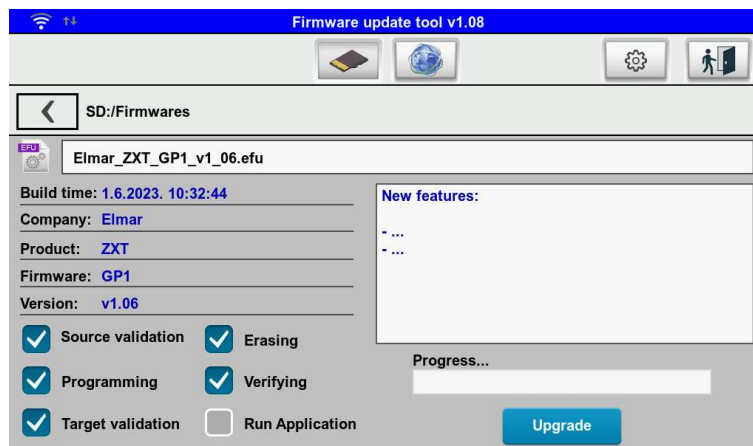 Firmware update tool v1.08
SD:/Firmwares
EFU
Elmar_ZXT_GP1_v1_06.efu
Build time: 1.6.2023. 10:32:44
Company: Elmar
Product: ZXT
Firmware: GP1
Version: v1.06
New features:
- ...
- ...
Source validation
Erasing
Programming
Verifying
Target validation
Run Application
Progress...
Upgrade